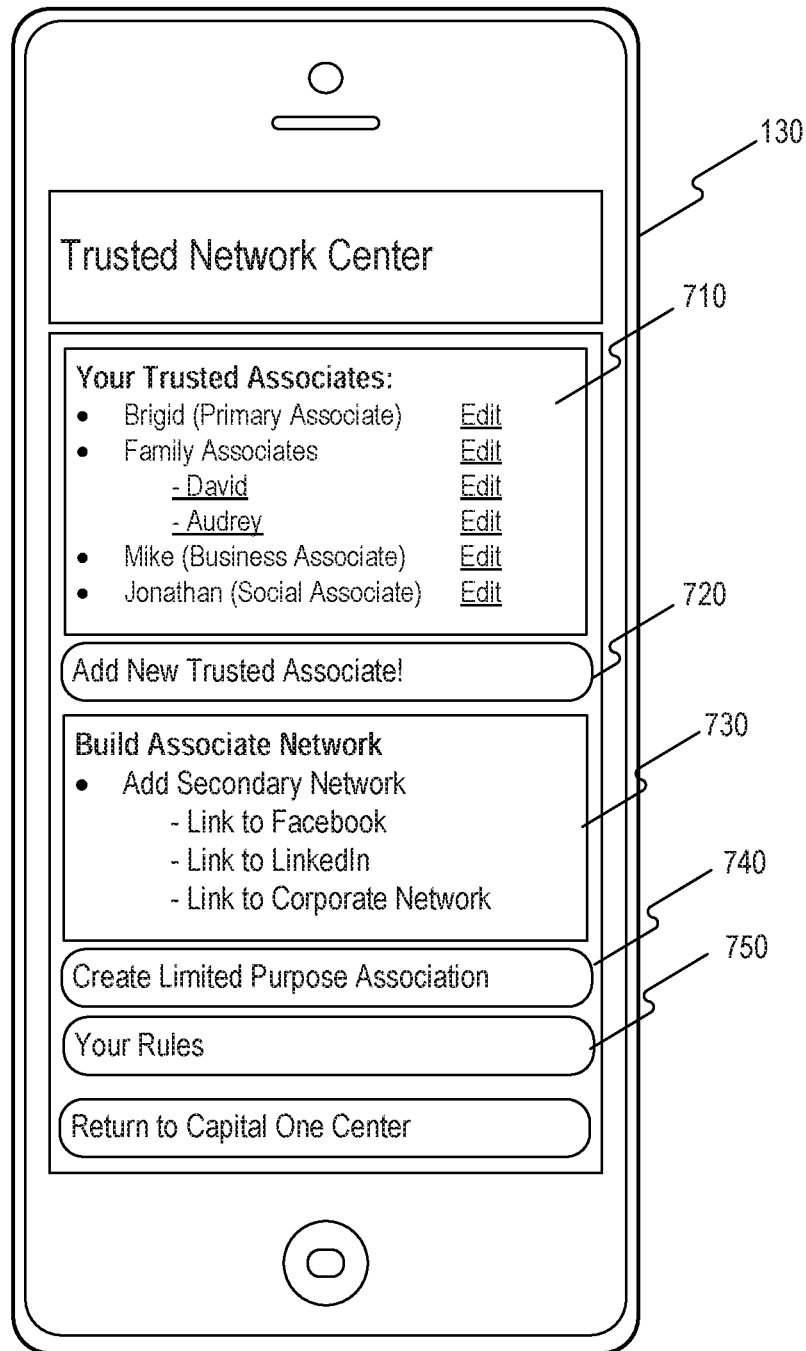 130
Trusted Network Center
710
Your Trusted Associates:
• Brigid (Primary Associate) Edit
• Family Associates Edit
- David Edit
- Audrey Edit
• Mike (Business Associate) Edit
• Jonathan (Social Associate) Edit
720
Add New Trusted Associate!
730
Build Associate Network
• Add Secondary Network
- Link to Facebook
- Link to LinkedIn
- Link to Corporate Network
740
Create Limited Purpose Association
750
Your Rules
Return to Capital One Center